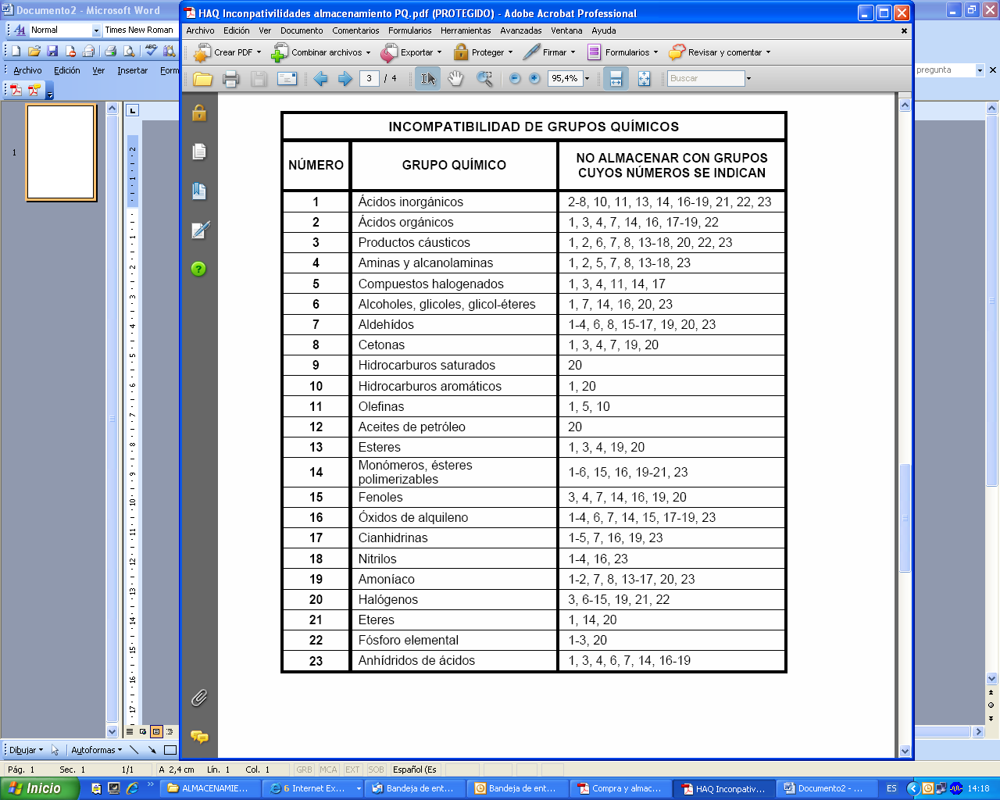 Documento2 - Microsoft Word
Normal
Times New Roman
Archivo Edición Ver Insertar Form
pregunta
HAQ Inconpativilidades almacenamiento PQ.pdf (PROTEGIDO) - Adobe Acrobat Professional
Archivo Edición Ver Documento Comentarios Formularios Herramientas Avanzadas Ventana Ayuda
Crear PDF Combinar archivos Exportar Proteger Firmar Formularios Revisar y comentar
3 / 4 95,4% Buscar
1
INCOMPATIBILIDAD DE GRUPOS QUÍMICOS
NÚMERO GRUPO QUÍMICO NO ALMACENAR CON GRUPOS
CUYOS NÚMEROS SE INDICAN
1 Ácidos inorgánicos 2-8, 10, 11, 13, 14, 16-19, 21, 22, 23
2 Ácidos orgánicos 1, 3, 4, 7, 14, 16, 17-19, 22
3 Productos cáusticos 1, 2, 6, 7, 8, 13-18, 20, 22, 23
4 Aminas y alcanolaminas 1, 2, 5, 7, 8, 13-18, 23
5 Compuestos halogenados 1, 3, 4, 11, 14, 17
6 Alcoholes, glicoles, glicol-éteres 1, 7, 14, 16, 20, 23
7 Aldehídos 1-4, 6, 8, 15-17, 19, 20, 23
8 Cetonas 1, 3, 4, 7, 19, 20
9 Hidrocarburos saturados 20
10 Hidrocarburos aromáticos 1, 20
11 Olefinas 1, 5, 10
12 Aceites de petróleo 20
13 Esteres 1, 3, 4, 19, 20
14 Monómeros, ésteres
polimerizables 1-6, 15, 16, 19-21, 23
15 Fenoles 3, 4, 7, 14, 16, 19, 20
16 Óxidos de alquileno 1-4, 6, 7, 14, 15, 17-19, 23
17 Cianhidrinas 1-5, 7, 16, 19, 23
18 Nitrilos 1-4, 16, 23
19 Amoníaco 1-2, 7, 8, 13-17, 20, 23
20 Halógenos 3, 6-15, 19, 21, 22
21 Eteres 1, 14, 20
22 Fósforo elemental 1-3, 20
23 Anhídridos de ácidos 1, 3, 4, 6, 7, 14, 16-19
Dibujar Autoformas
Pág. 1 Sec. 1 1/1 A 2,4 cm Lín. 1 Col. 1 GRB MCA EXT SOB Español (Es
Inicio ALMACENAMIE... 6 Internet Ex... Bandeja de ent... Bandeja de ent... Compra y almac... HAQ Inconpativ... Documento2 - ... ES 14:18